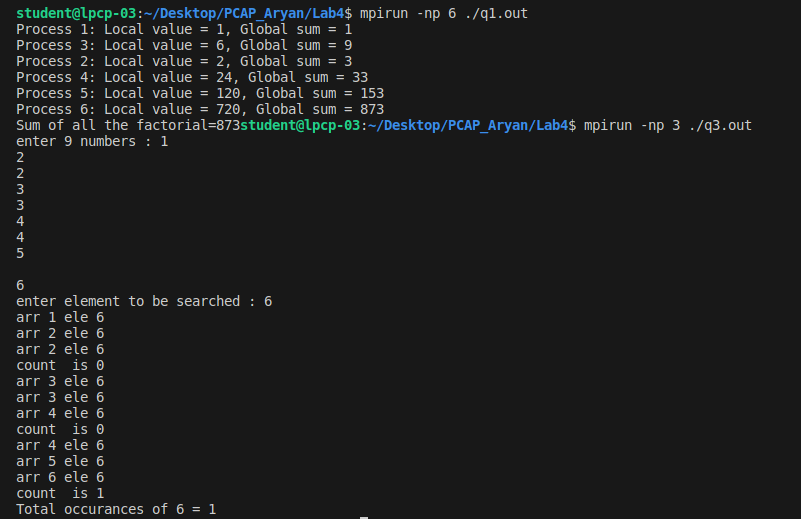 student@lpcp-03:~/Desktop/PCAP_Aryan/Lab4$ mpirun -np 6 ./q1.out
Process 1: Local value = 1, Global sum = 1
Process 3: Local value = 6, Global sum = 9
Process 2: Local value = 2, Global sum = 3
Process 4: Local value = 24, Global sum = 33
Process 5: Local value = 120, Global sum = 153
Process 6: Local value = 720, Global sum = 873
Sum of all the factorial=873student@lpcp-03:~/Desktop/PCAP_Aryan/Lab4$ mpirun -np 3 ./q3.out
enter 9 numbers : 1
2
2
3
3
4
4
5

6
enter element to be searched : 6
arr 1 ele 6
arr 2 ele 6
arr 2 ele 6
count  is 0
arr 3 ele 6
arr 3 ele 6
arr 4 ele 6
count  is 0
arr 4 ele 6
arr 5 ele 6
arr 6 ele 6
count  is 1
Total occurances of 6 = 1